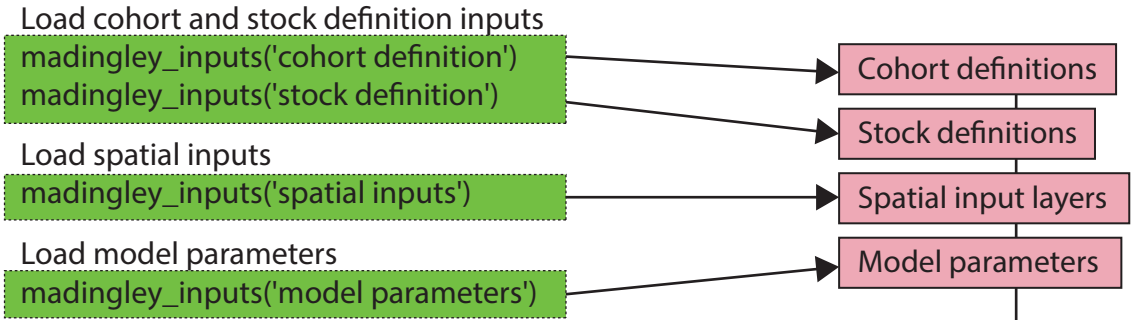 Load cohort and stock definition inputs
madingley_inputs('cohort definition')
madingley_inputs('stock definition')
Load spatial inputs
madingley_inputs('spatial inputs')
Load model parameters
madingley_inputs('model parameters')
Cohort definitions
Stock definitions
Spatial input layers
Model parameters